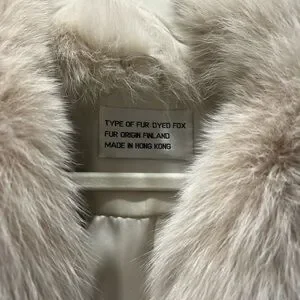 TYPE OF FUR DYED FOX
FUR ORIGIN FINLAND
MADE IN HONG KONG